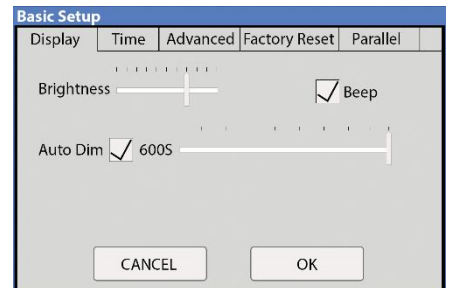 Basic Setup
Display Time Advanced Factory Reset Parallel
Brightness Beep
Auto Dim 600S
CANCEL OK